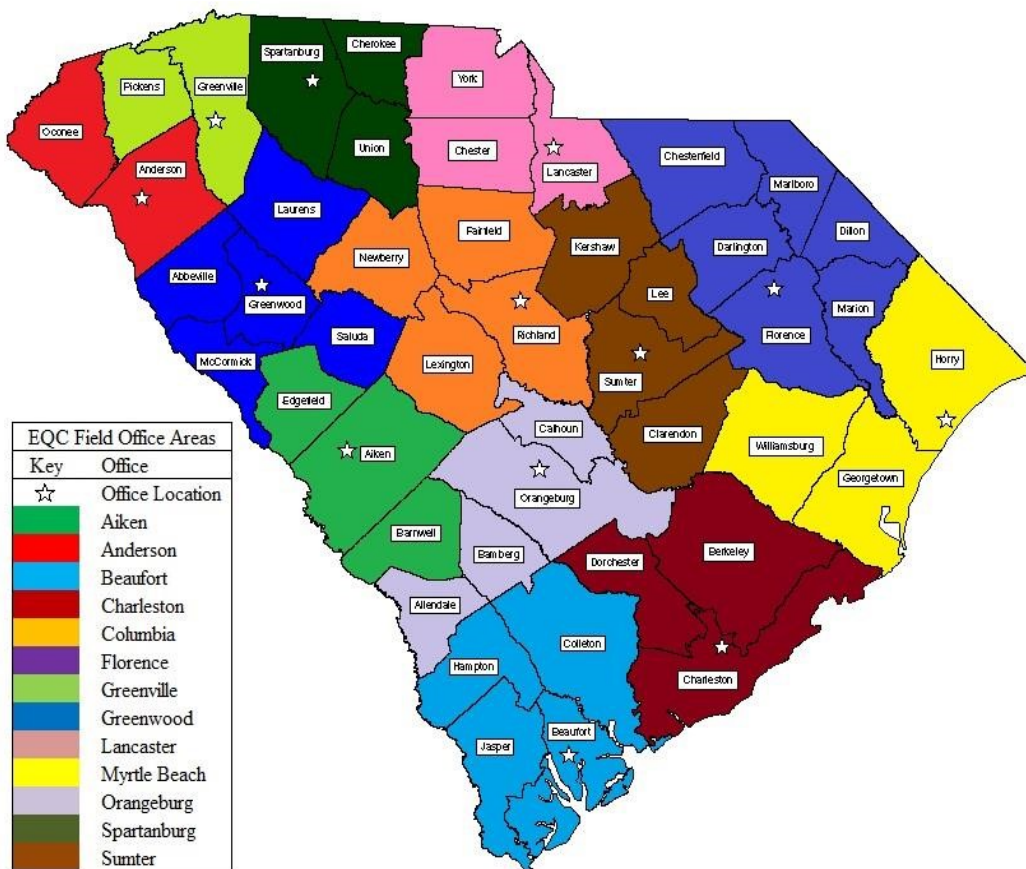 Cherokee
Spartanburg
York
Pickens
Greenville
Oconee
Union
Chester
Lancaster
Chesterfield
Anderson
Marlboro
Laurens
Fairfield
Kershaw
Darlington
Dillon
Newberry
Abbeville
Greenwood
Lee
Marion
Saluda
Richland
Florence
McCormick
Lexington
Horry
Sumter
Edgefield
Calhoun
Clarendon
Williamsburg
Aiken
Georgetown
Orangeburg
Barnwell
Bamberg
Berkeley
Dorchester
Allendale
Colleton
Hampton
Charleston
Beaufort
Jasper
EQC Field Office Areas
Key Office
Office Location
Aiken
Anderson
Beaufort
Charleston
Columbia
Florence
Greenville
Greenwood
Lancaster
Myrtle Beach
Orangeburg
Spartanburg
Sumter